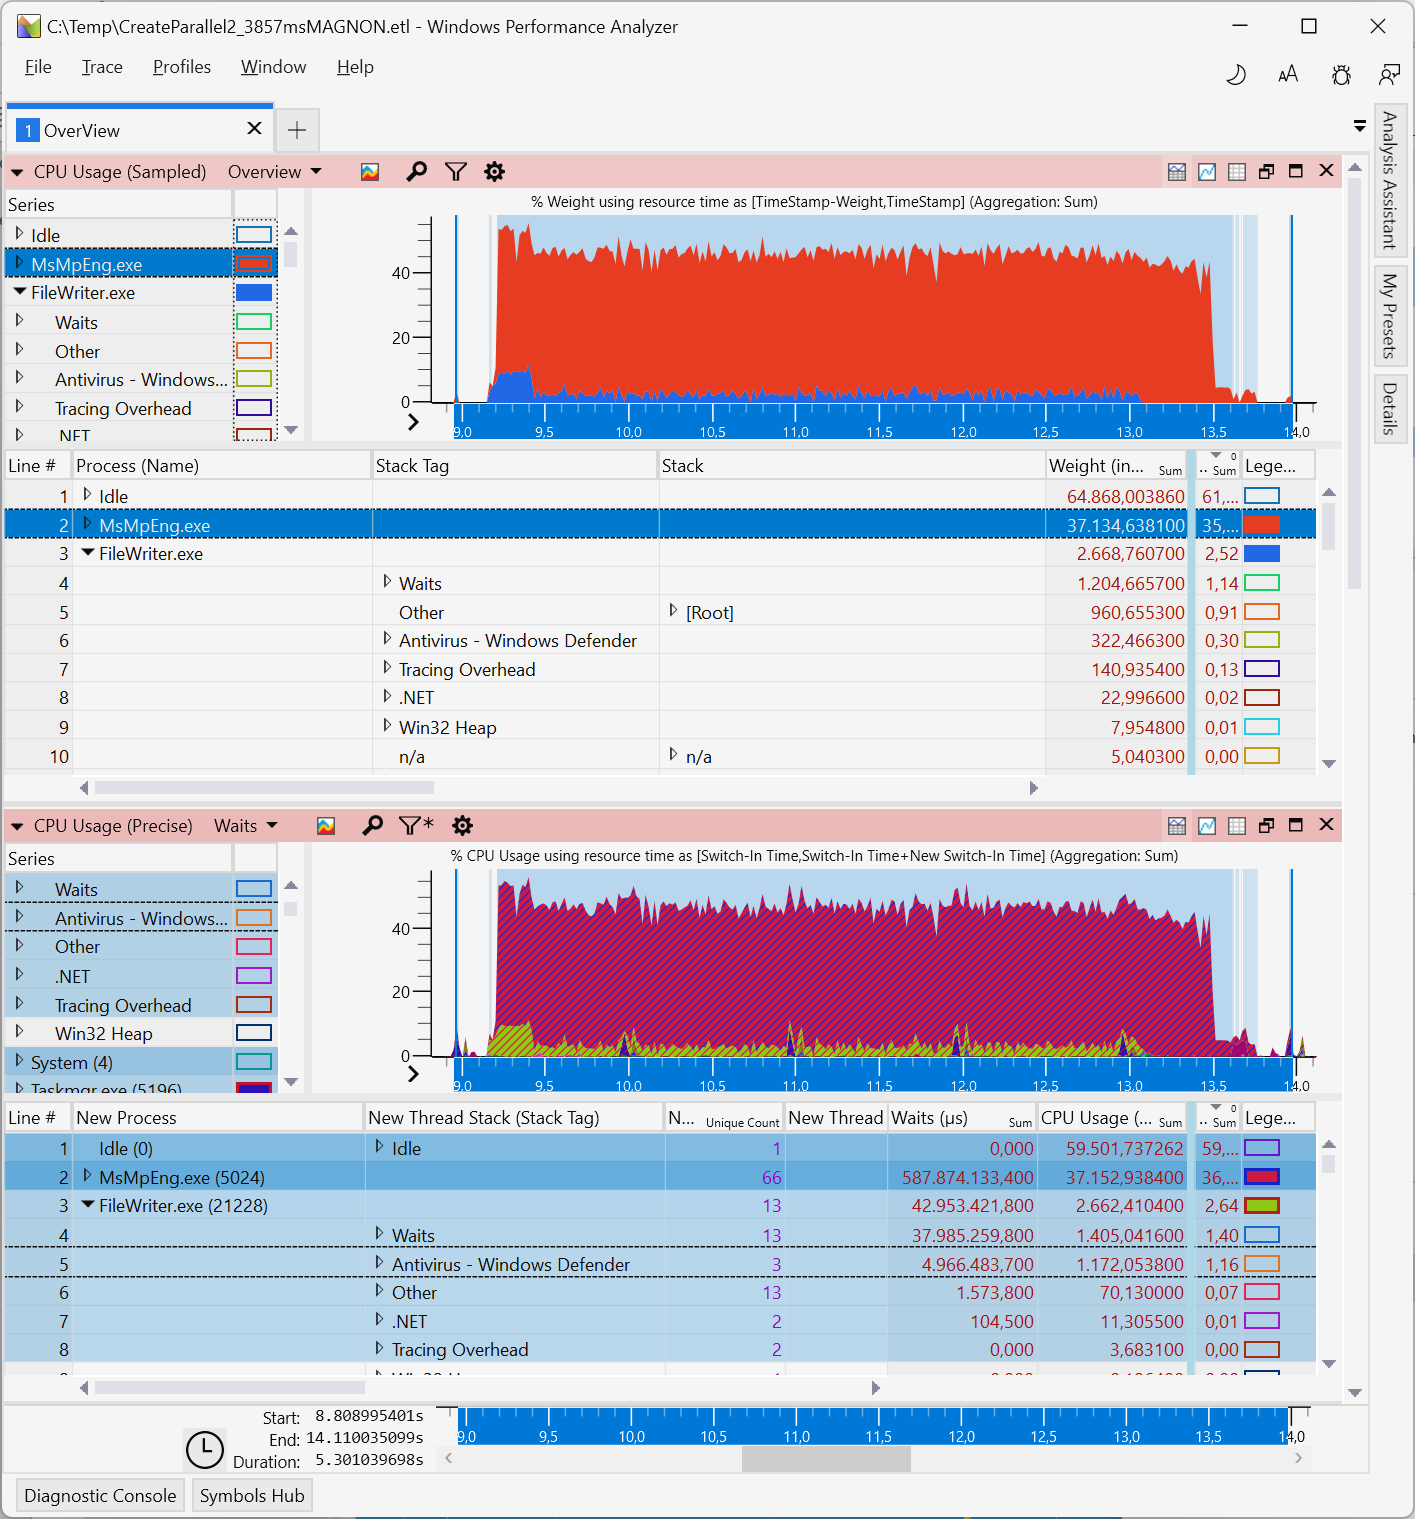 C:\Temp\CreateParallel2_3857msMAGNON.etl - Windows Performance Analyzer
File Trace Profiles Window Help
1 OverView
Analysis Assistant
My Presets
Details
CPU Usage (Sampled) Overview
Series
Idle
MsMpEng.exe
FileWriter.exe
Waits
Other
Antivirus - Windows...
Tracing Overhead
.NET
% Weight using resource time as [TimeStamp-Weight,TimeStamp] (Aggregation: Sum)
40
20
0
9,0 9,5 10,0 10,5 11,0 11,5 12,0 12,5 13,0 13,5 14,0
Line # Process (Name) Stack Tag Stack Weight (in... Sum .. 0 Sum Lege...
1 Idle 64.868,003860 61,...
2 MsMpEng.exe 37.134,638100 35,...
3 FileWriter.exe 2.668,760700 2,52
4 Waits 1.204,665700 1,14
5 Other [Root] 960,655300 0,91
6 Antivirus - Windows Defender 322,466300 0,30
7 Tracing Overhead 140,935400 0,13
8 .NET 22,996600 0,02
9 Win32 Heap 7,954800 0,01
10 n/a n/a 5,040300 0,00
CPU Usage (Precise) Waits
Series
Waits
Antivirus - Windows...
Other
.NET
Tracing Overhead
Win32 Heap
System (4)
Taskmgr.exe (5196)
% CPU Usage using resource time as [Switch-In Time,Switch-In Time+New Switch-In Time] (Aggregation: Sum)
40
20
0
9,0 9,5 10,0 10,5 11,0 11,5 12,0 12,5 13,0 13,5 14,0
Line # New Process New Thread Stack (Stack Tag) N... Unique Count New Thread Waits (µs) Sum CPU Usage (... Sum .. 0 Sum Lege...
1 Idle (0) Idle 1 0,000 59.501,737262 59,...
2 MsMpEng.exe (5024) 66 587.874.133,400 37.152,938400 36,...
3 FileWriter.exe (21228) 13 42.953.421,800 2.662,410400 2,64
4 Waits 13 37.985.259,800 1.405,041600 1,40
5 Antivirus - Windows Defender 3 4.966.483,700 1.172,053800 1,16
6 Other 13 1.573,800 70,130000 0,07
7 .NET 2 104,500 11,305500 0,01
8 Tracing Overhead 2 0,000 3,683100 0,00
Start: 8.808995401s
End: 14.110035099s
Duration: 5.301039698s
9,0 9,5 10,0 10,5 11,0 11,5 12,0 12,5 13,0 13,5 14,0
Diagnostic Console Symbols Hub